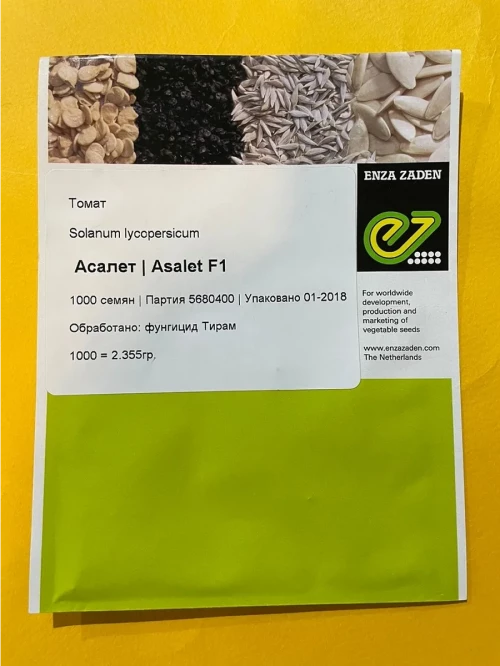 ENZA ZADEN
Томат
Solanum lycopersicum
Асалет | Asalet F1
1000 семян | Партия 5680400 | Упаковано 01-2018
Обработано: фунгицид Тирам
1000 = 2.355гр.
For worldwide
development,
production and
marketing of
vegetable seeds
www.enzazaden.com
The Netherlands